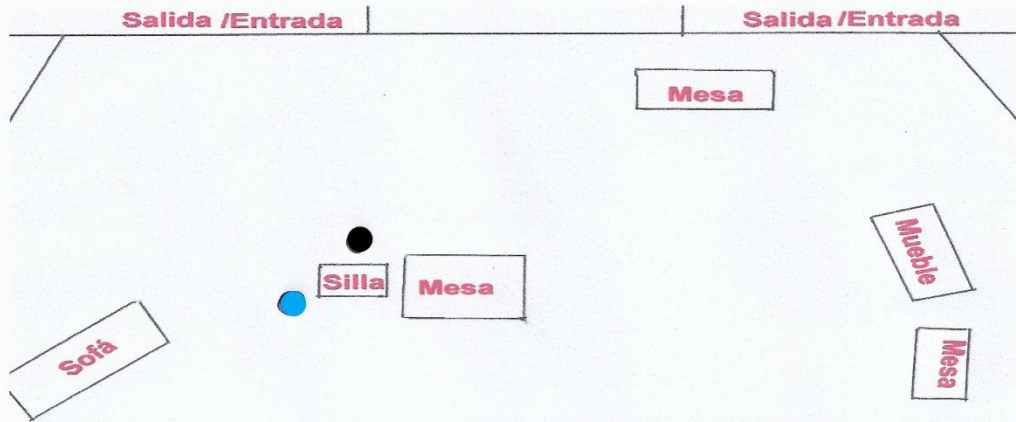 Salida /Entrada
Salida /Entrada
Mesa
Mueble
Silla
Mesa
Sofá
Mesa